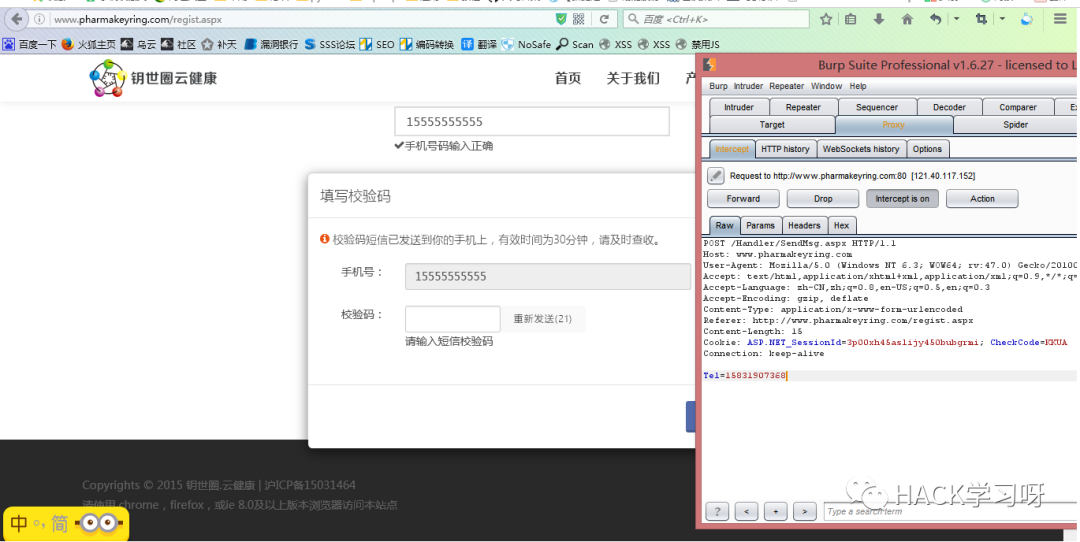 www.pharmakeyring.com/regist.aspx
百度 <Ctrl+K>
百度一下 火狐主页 乌云 社区 补天 漏洞银行 SSS论坛 SEO 编码转换 翻译 NoSafe Scan XSS XSS 禁用JS
钥世圈云健康 首页 关于我们
15555555555
手机号码输入正确
填写校验码
校验码短信已发送到你的手机上，有效时间为30分钟，请及时查收。
手机号： 15555555555
校验码： 重新发送(21)
请输入短信校验码
Copyrights © 2015 钥世圈.云健康 | 沪ICP备15031464
请使用 chrome，firefox，或ie 8.0及以上版本浏览器访问本站点
中 简
Burp Suite Professional v1.6.27 - licensed to L
Burp Intruder Repeater Window Help
Intruder Repeater Sequencer Decoder Comparer
Target Proxy Spider
Intercept HTTP history WebSockets history Options
Request to http://www.pharmakeyring.com:80 [121.40.117.152]
Forward Drop Intercept is on Action
Raw Params Headers Hex
POST /Handler/SendMsg.aspx HTTP/1.1
Host: www.pharmakeyring.com
User-Agent: Mozilla/5.0 (Windows NT 6.3; WOW64; rv:47.0) Gecko/20100
Accept: text/html,application/xhtml+xml,application/xml;q=0.9,*/*;q=
Accept-Language: zh-CN,zh;q=0.8,en-US;q=0.5,en;q=0.3
Accept-Encoding: gzip, deflate
Content-Type: application/x-www-form-urlencoded
Referer: http://www.pharmakeyring.com/regist.aspx
Content-Length: 15
Cookie: ASP.NET_SessionId=3p00xh45aslijy450bubgrmi; CheckCode=KKUA
Connection: keep-alive
Tel=15831907368
? < + > Type a search term
HACK学习呀